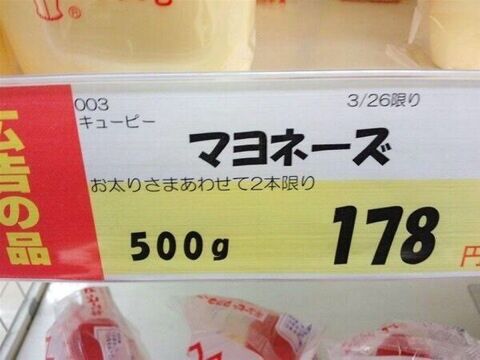 広告の品
003
3/26限り
キューピー
マヨネーズ
お太りさまあわせて2本限り
500g
178
円